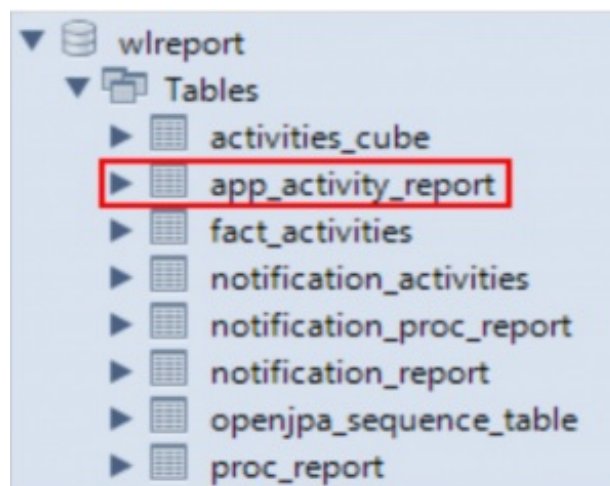 wlreport
Tables
activities_cube
app_activity_report
fact_activities
notification_activities
notification_proc_report
notification_report
openjpa_sequence_table
proc_report